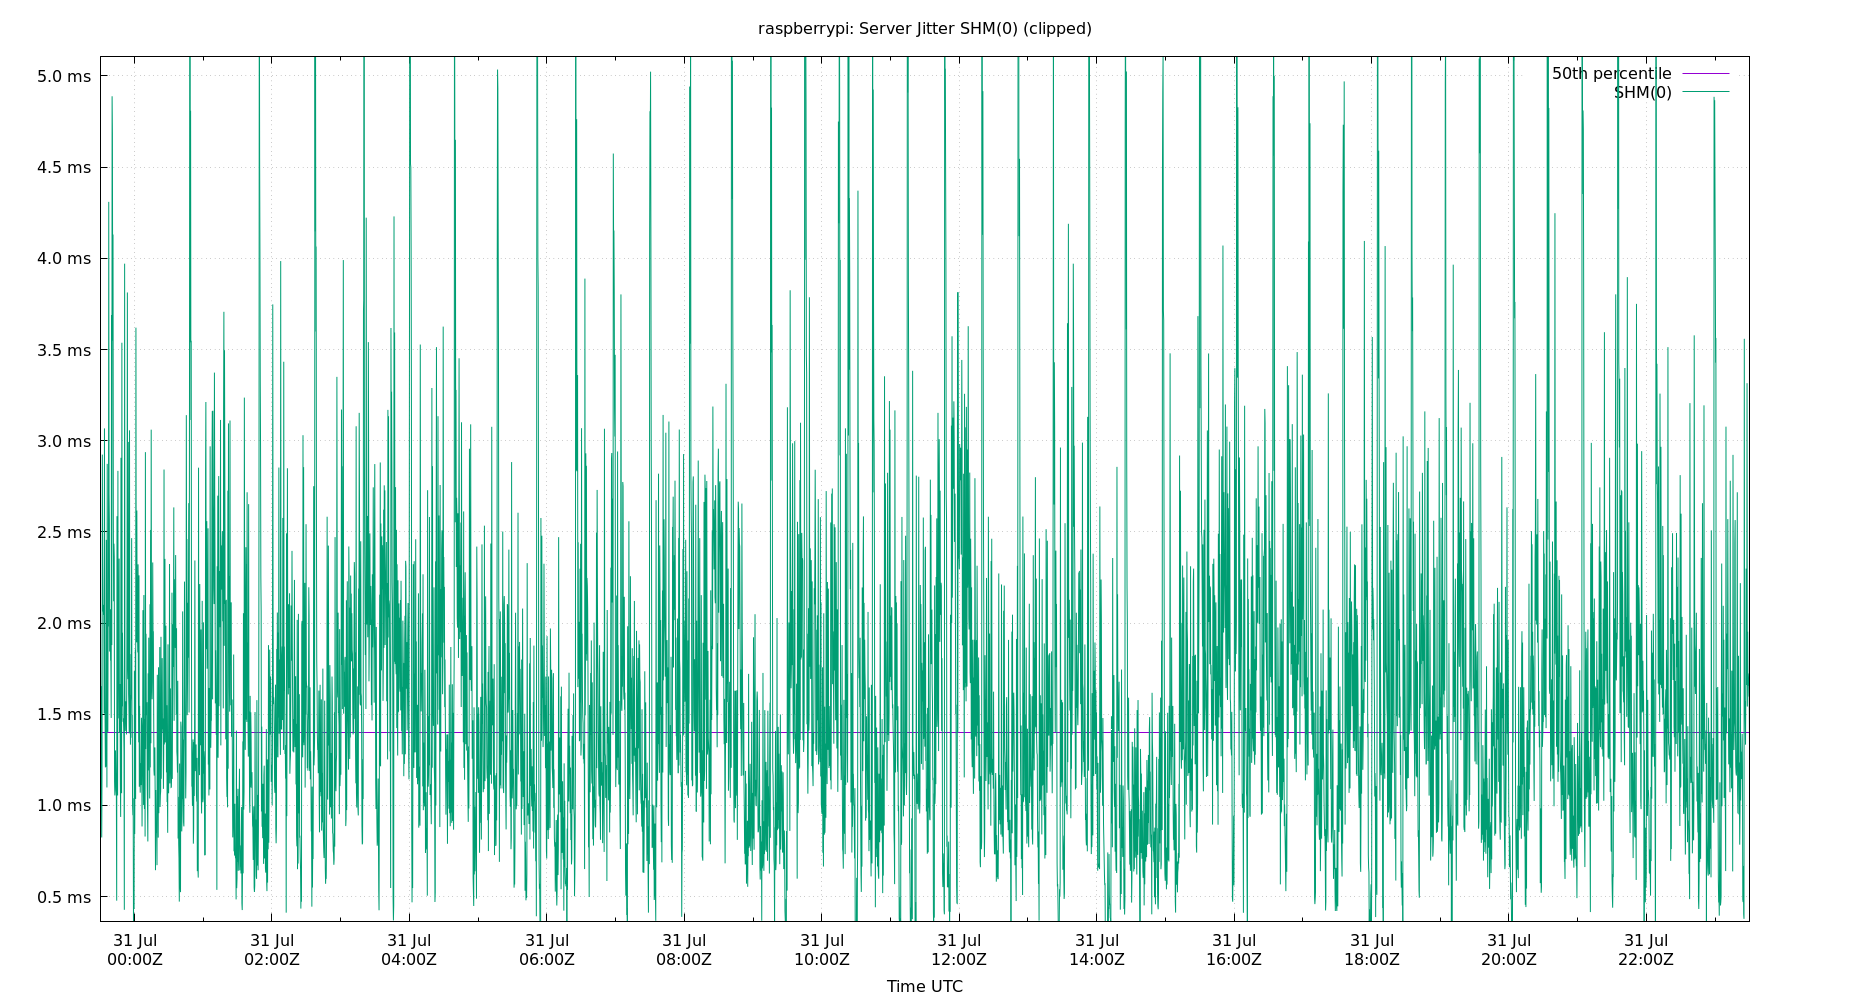 raspberrypi: Server Jitter SHM(0) (clipped)
5.0 ms
50th percentile
SHM(0)
4.5 ms
4.0 ms
3.5 ms
3.0 ms
2.5 ms
2.0 ms
1.5 ms
1.0 ms
0.5 ms
31 Jul 31 Jul 31 Jul 31 Jul 31 Jul 31 Jul 31 Jul 31 Jul 31 Jul 31 Jul 31 Jul 31 Jul
00:00Z 02:00Z 04:00Z 06:00Z 08:00Z 10:00Z 12:00Z 14:00Z 16:00Z 18:00Z 20:00Z 22:00Z
Time UTC